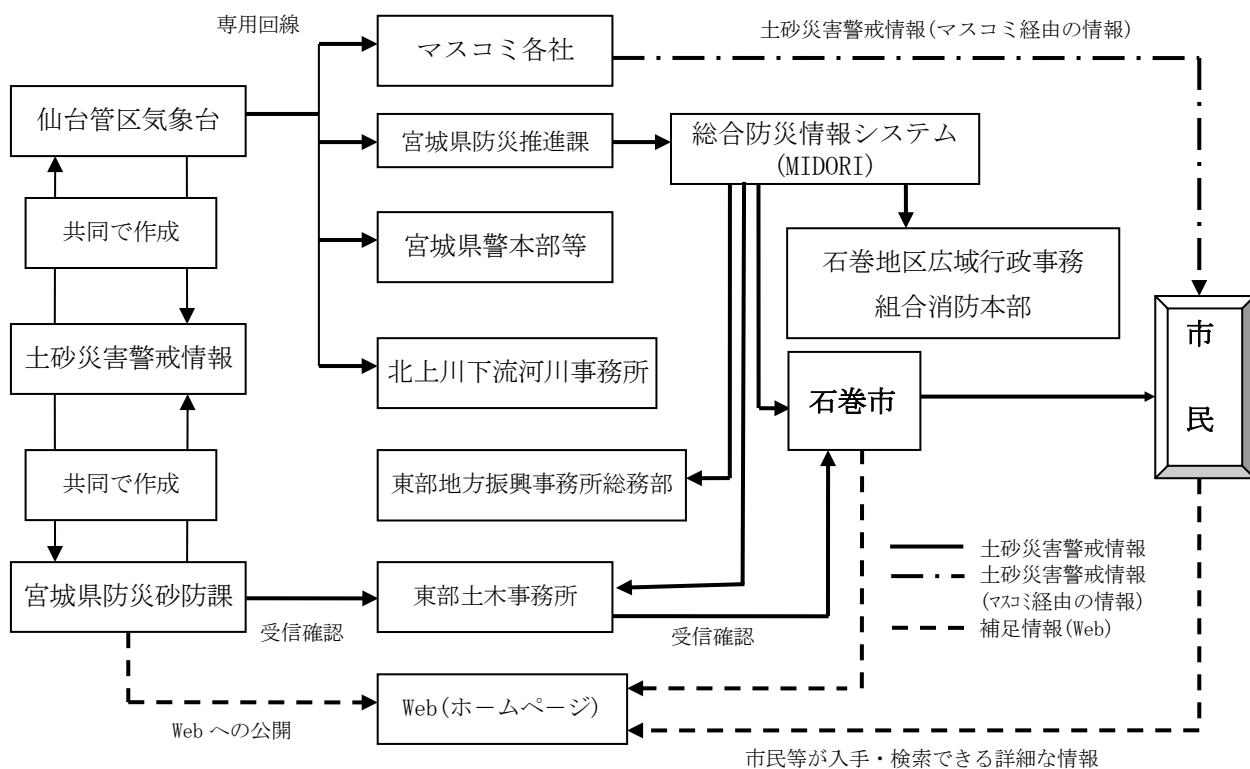 専用回線
土砂災害警戒情報(マスコミ経由の情報)
マスコミ各社
仙台管区気象台
宮城県防災推進課
総合防災情報システム
(MIDORI)
共同で作成
宮城県警本部等
石巻地区広域行政事務
組合消防本部
市
民
土砂災害警戒情報
北上川下流河川事務所
石巻市
共同で作成
東部地方振興事務所総務部
土砂災害警戒情報
土砂災害警戒情報
(マスコミ経由の情報)
補足情報(Web)
宮城県防災砂防課
受信確認
東部土木事務所
受信確認
Web(ホームページ)
Webへの公開
市民等が入手・検索できる詳細な情報